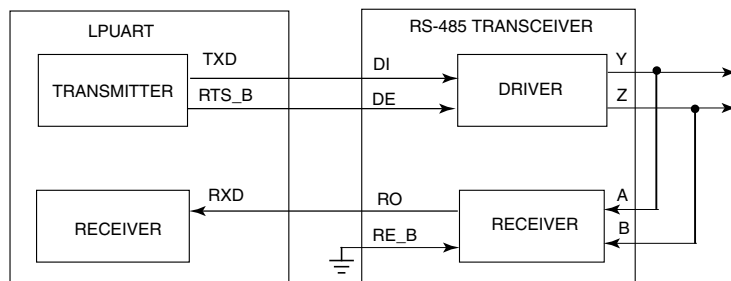 LPUART
RS-485 TRANSCEIVER
TRANSMITTER
TXD
DI
DRIVER
Y
RTS_B
DE
Z
RECEIVER
RXD
RO
RECEIVER
A
RE_B
B